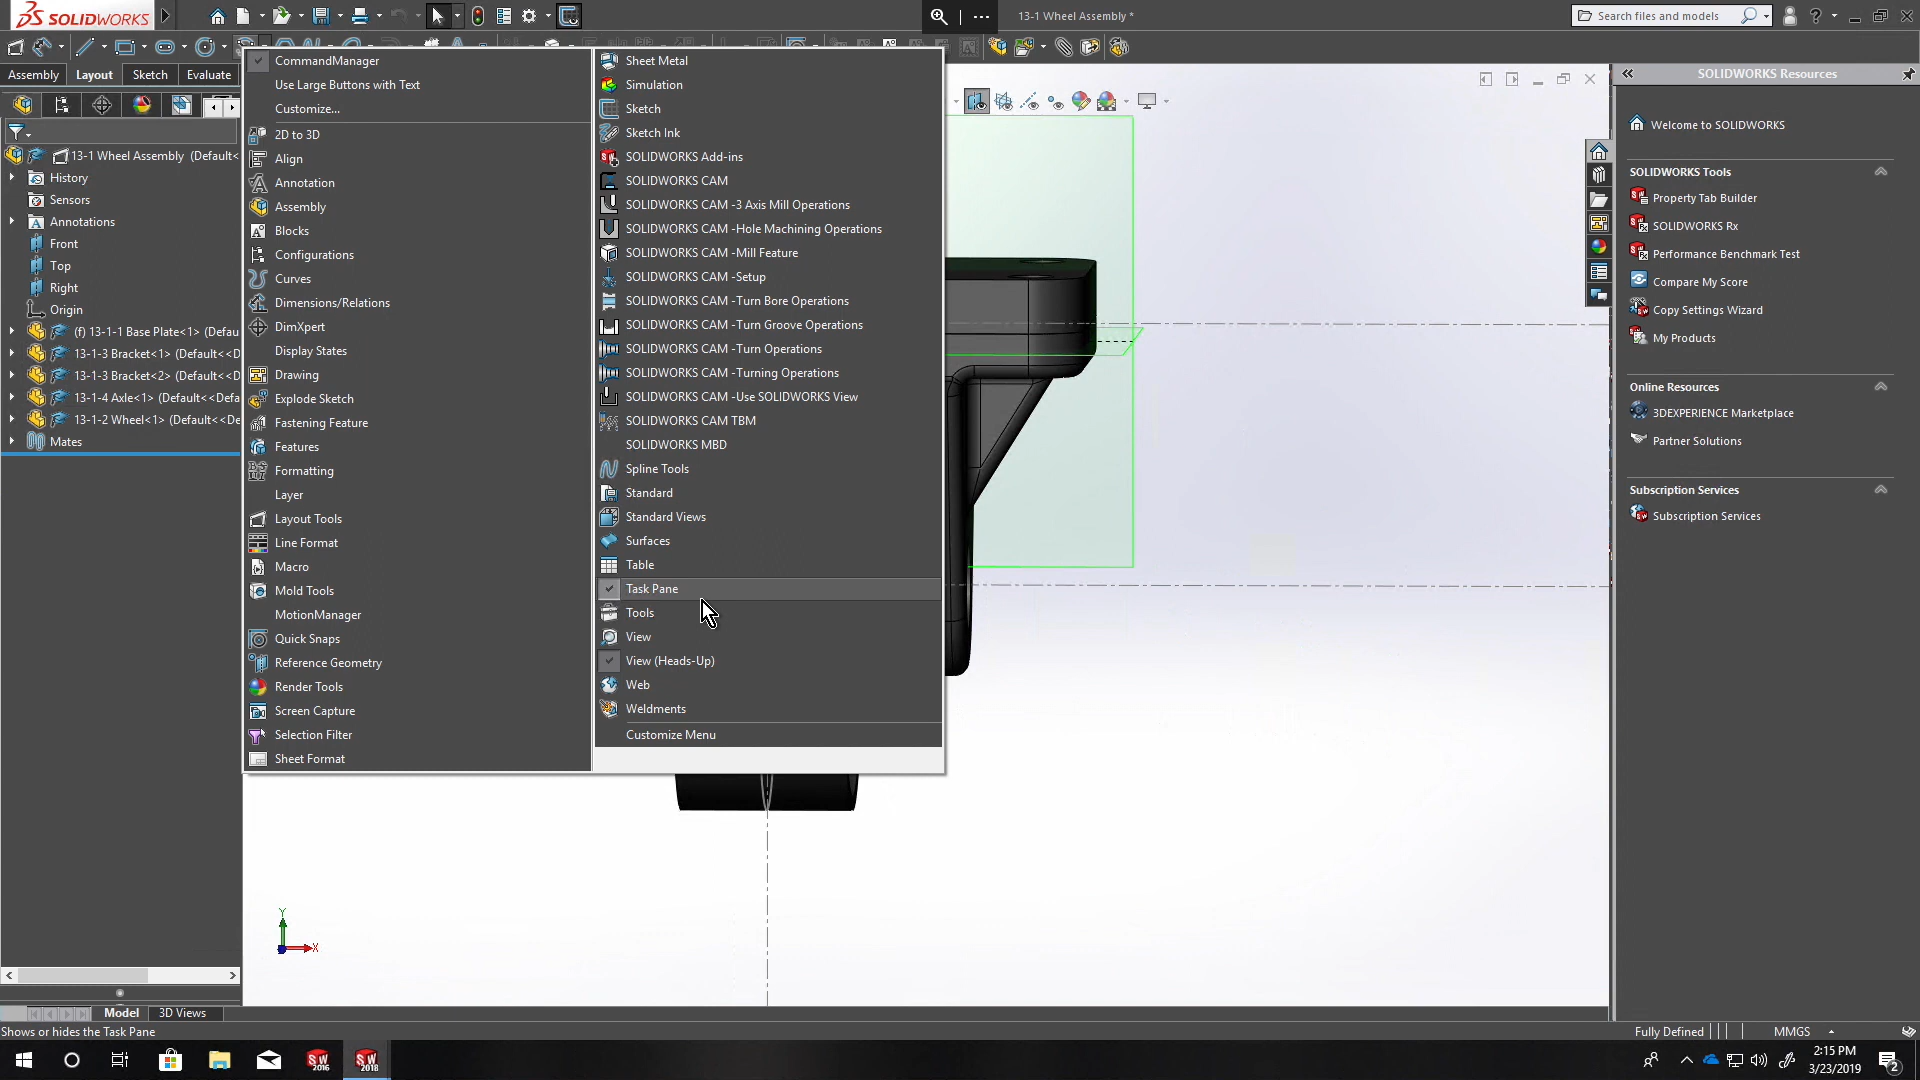 SOLIDWORKS
13-1 Wheel Assembly *
Search files and models
Assembly
Layout
Sketch
Evaluate
13-1 Wheel Assembly (Default<
History
Sensors
Annotations
Front
Top
Right
Origin
(f) 13-1-1 Base Plate<1> (Defau
13-1-3 Bracket<1> (Default<<D
13-1-3 Bracket<2> (Default<<D
13-1-4 Axle<1> (Default<<Defa
13-1-2 Wheel<1> (Default<<De
Mates
CommandManager
Use Large Buttons with Text
Customize...
2D to 3D
Align
Annotation
Assembly
Blocks
Configurations
Curves
Dimensions/Relations
DimXpert
Display States
Drawing
Explode Sketch
Fastening Feature
Features
Formatting
Layer
Layout Tools
Line Format
Macro
Mold Tools
MotionManager
Quick Snaps
Reference Geometry
Render Tools
Screen Capture
Selection Filter
Sheet Format
Sheet Metal
Simulation
Sketch
Sketch Ink
SOLIDWORKS Add-ins
SOLIDWORKS CAM
SOLIDWORKS CAM -3 Axis Mill Operations
SOLIDWORKS CAM -Hole Machining Operations
SOLIDWORKS CAM -Mill Feature
SOLIDWORKS CAM -Setup
SOLIDWORKS CAM -Turn Bore Operations
SOLIDWORKS CAM -Turn Groove Operations
SOLIDWORKS CAM -Turn Operations
SOLIDWORKS CAM -Turning Operations
SOLIDWORKS CAM -Use SOLIDWORKS View
SOLIDWORKS CAM TBM
SOLIDWORKS MBD
Spline Tools
Standard
Standard Views
Surfaces
Table
Task Pane
Tools
View
View (Heads-Up)
Web
Weldments
Customize Menu
SOLIDWORKS Resources
Welcome to SOLIDWORKS
SOLIDWORKS Tools
Property Tab Builder
SOLIDWORKS Rx
Performance Benchmark Test
Compare My Score
Copy Settings Wizard
My Products
Online Resources
3DEXPERIENCE Marketplace
Partner Solutions
Subscription Services
Subscription Services
Y
X
Model
3D Views
Shows or hides the Task Pane
Fully Defined
MMGS
SW
2016
SW
2018
2:15 PM
3/23/2019
2